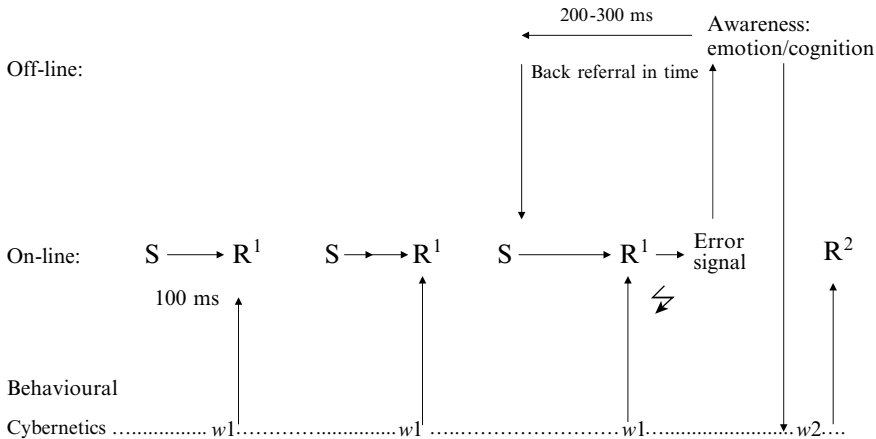 200-300 ms
Awareness:
emotion/cognition
Off-line:
Back referral in time
On-line: S R¹ S R¹ S R¹ Error signal R²
100 ms
Behavioural
Cybernetics ..................... w1........................... w1 ................................ w1............................ w2....